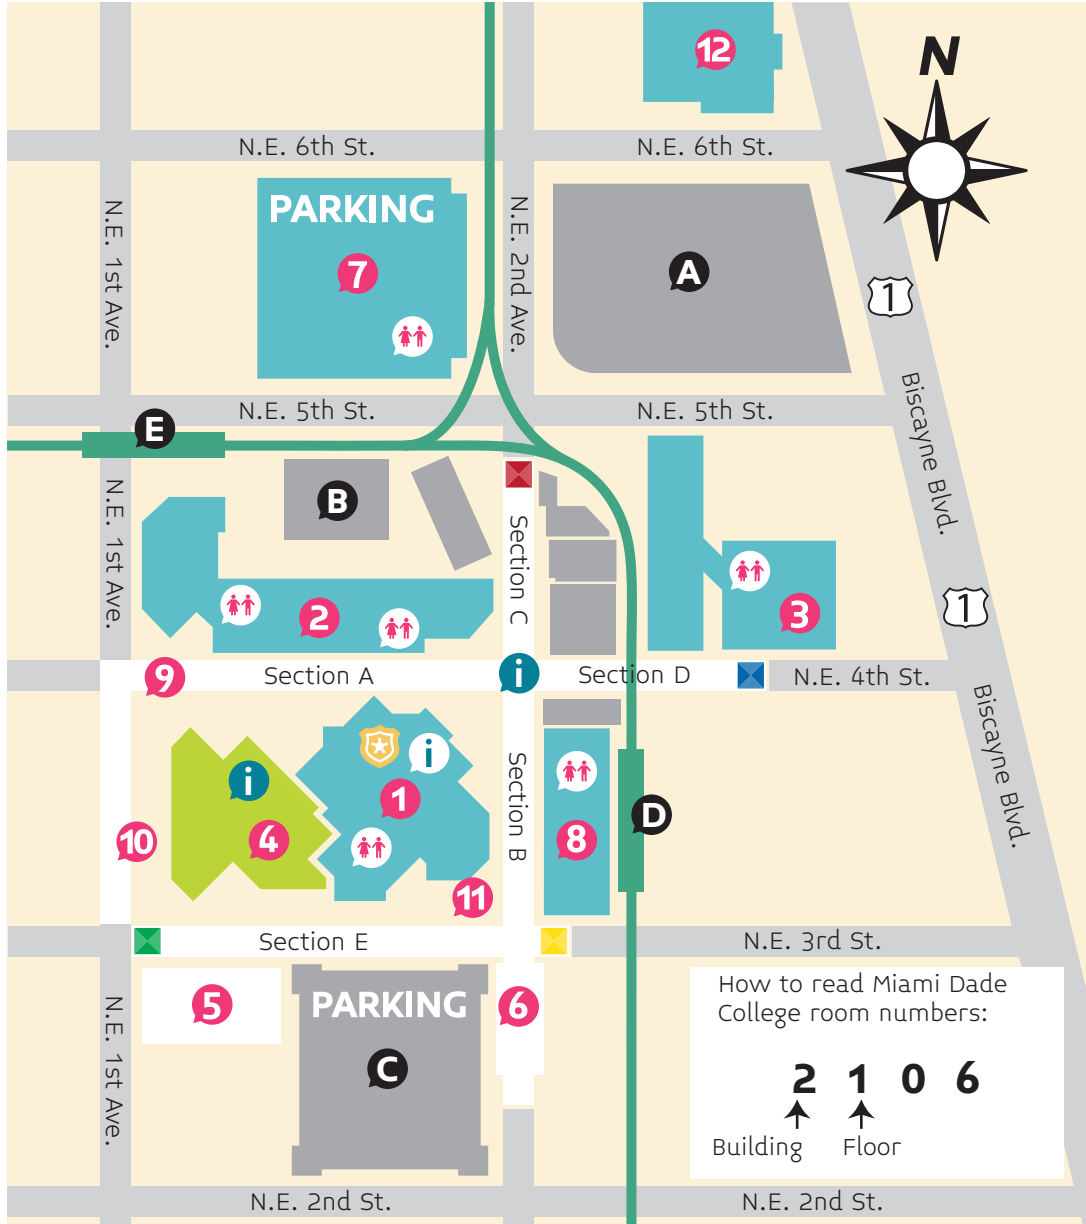 12
N
N.E. 6th St.
N.E. 6th St.
PARKING
N.E. 1st Ave.
N.E. 2nd Ave.
7
A
1
N.E. 5th St.
N.E. 5th St.
Biscayne Blvd.
E
B
N.E. 1st Ave.
Section C
2
3
1
9
Section A
i
Section D
N.E. 4th St.
Biscayne Blvd.
i
i
Section B
1
D
10
4
8
11
Section E
N.E. 3rd St.
5
PARKING
6
N.E. 1st Ave.
C
How to read Miami Dade
College room numbers:
2 1 0 6
Building Floor
N.E. 2nd St.
N.E. 2nd St.